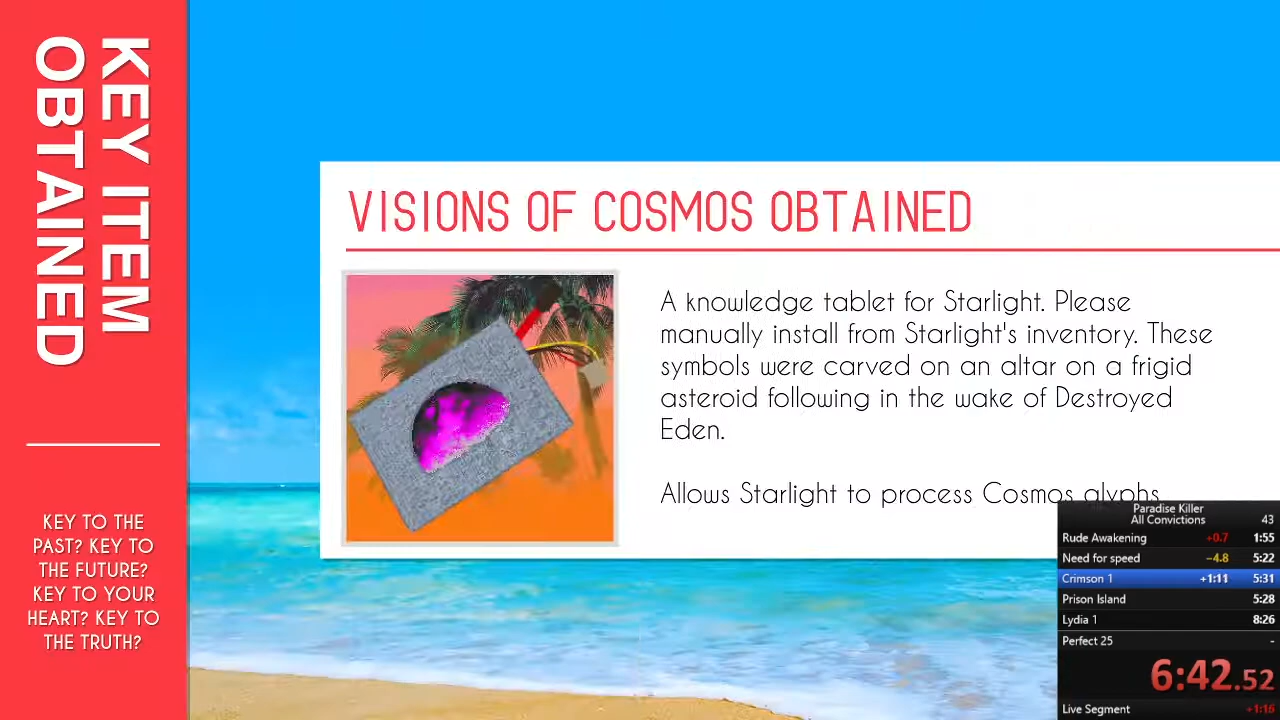 KEY ITEM
OBTAINED
KEY TO THE
PAST? KEY TO
THE FUTURE?
KEY TO YOUR
HEART? KEY TO
THE TRUTH?
VISIONS OF COSMOS OBTAINED
A knowledge tablet for Starlight. Please
manually install from Starlight's inventory. These
symbols were carved on an altar on a frigid
asteroid following in the wake of Destroyed
Eden.
Allows Starlight to process Cosmos glyphs
Paradise Killer
All Convictions 43
Rude Awakening +0.7 1:55
Need for speed −4.8 5:22
Crimson 1 +1:11 5:31
Prison Island 5:28
Lydia 1 8:26
Perfect 25 -
6:42.52
Live Segment +1:16